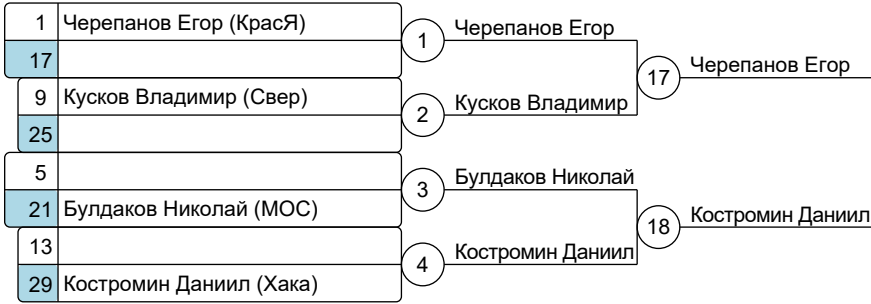 1 Черепанов Егор (КрасЯ)
17
9 Кусков Владимир (Свер)
25
5
21 Булдаков Николай (МОС)
13
29 Костромин Даниил (Хака)
1 Черепанов Егор
2 Кусков Владимир
3 Булдаков Николай
4 Костромин Даниил
17 Черепанов Егор
18 Костромин Даниил